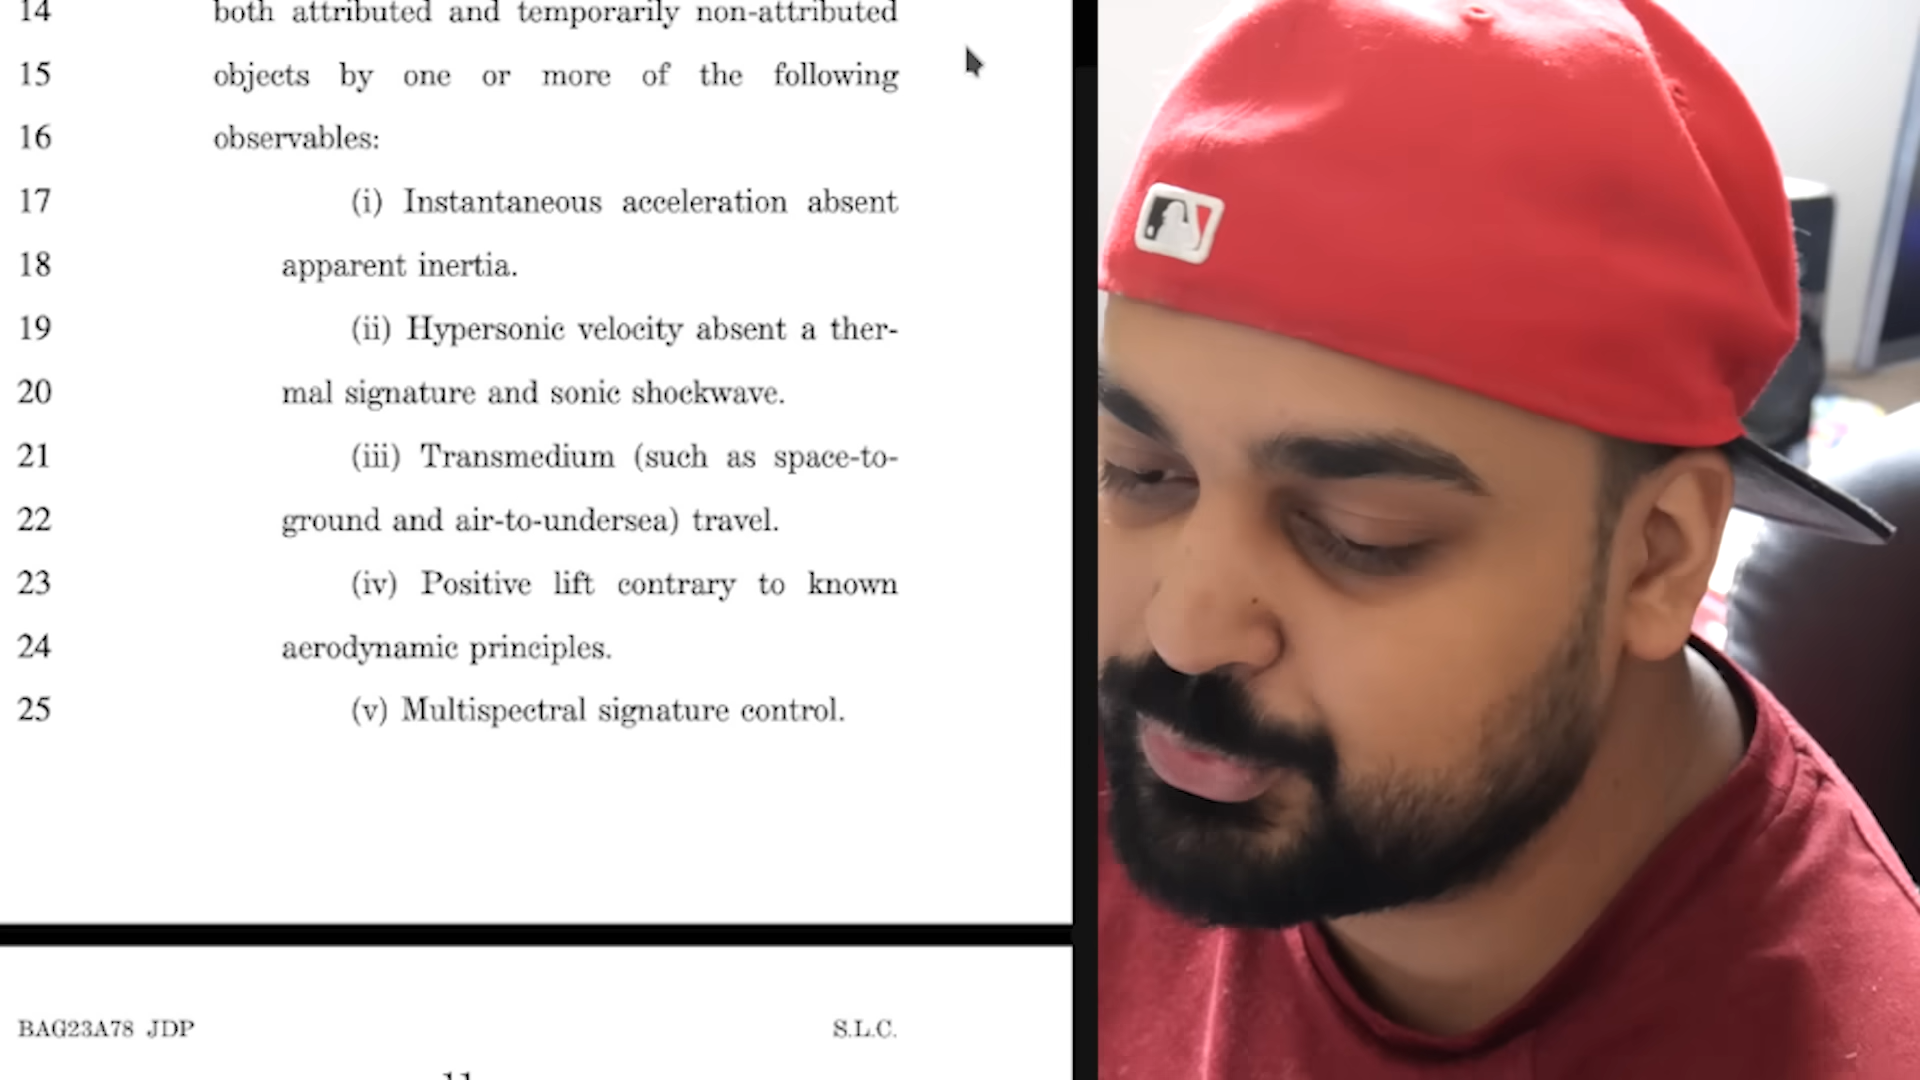 14 both attributed and temporarily non-attributed
15 objects by one or more of the following
16 observables:
17 (i) Instantaneous acceleration absent
18 apparent inertia.
19 (ii) Hypersonic velocity absent a ther-
20 mal signature and sonic shockwave.
21 (iii) Transmedium (such as space-to-
22 ground and air-to-undersea) travel.
23 (iv) Positive lift contrary to known
24 aerodynamic principles.
25 (v) Multispectral signature control.
BAG23A78 JDP S.L.C.